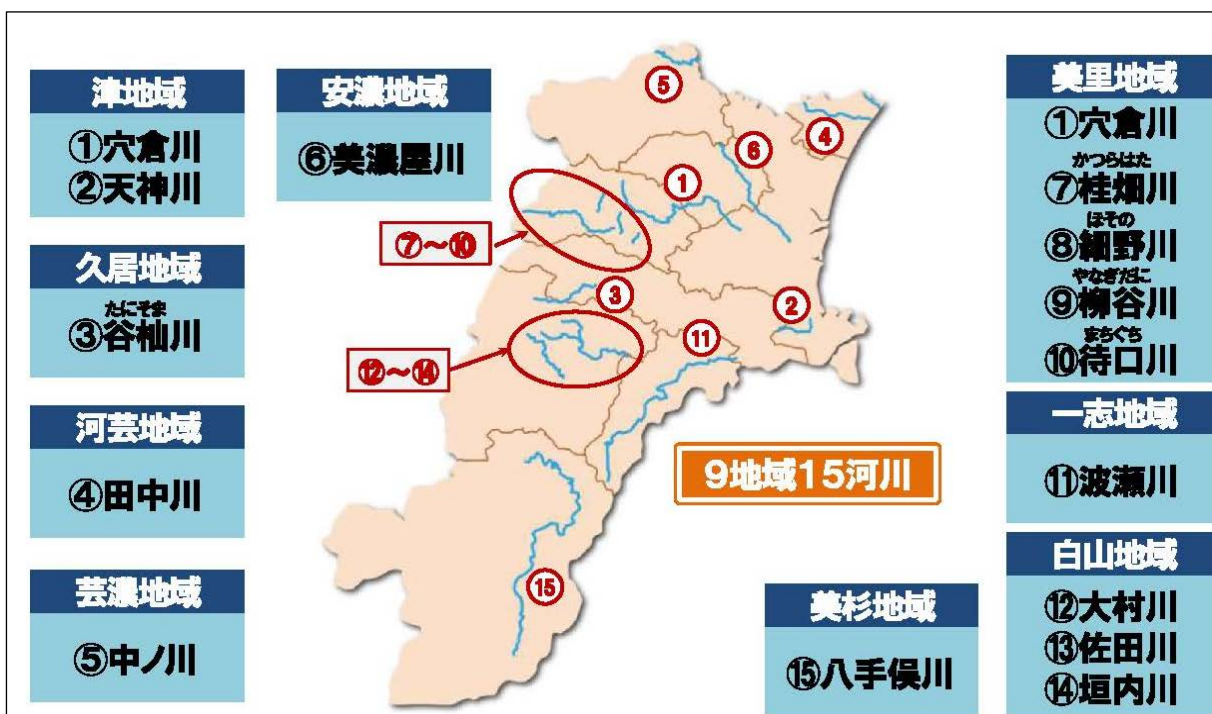 津地域
①穴倉川
②天神川
久居地域
たにそま
③谷杣川
河芸地域
④田中川
芸濃地域
⑤中ノ川
安濃地域
⑥美濃屋川
⑤
④
⑥
①
⑦～⑩
③
②
⑪
⑫～⑭
9地域15河川
⑮
美里地域
①穴倉川
かつらはた
⑦桂畑川
ほその
⑧細野川
やなぎだに
⑨柳谷川
まちぐち
⑩待口川
一志地域
⑪波瀬川
白山地域
⑫大村川
⑬佐田川
⑭垣内川
美杉地域
⑮八手俣川